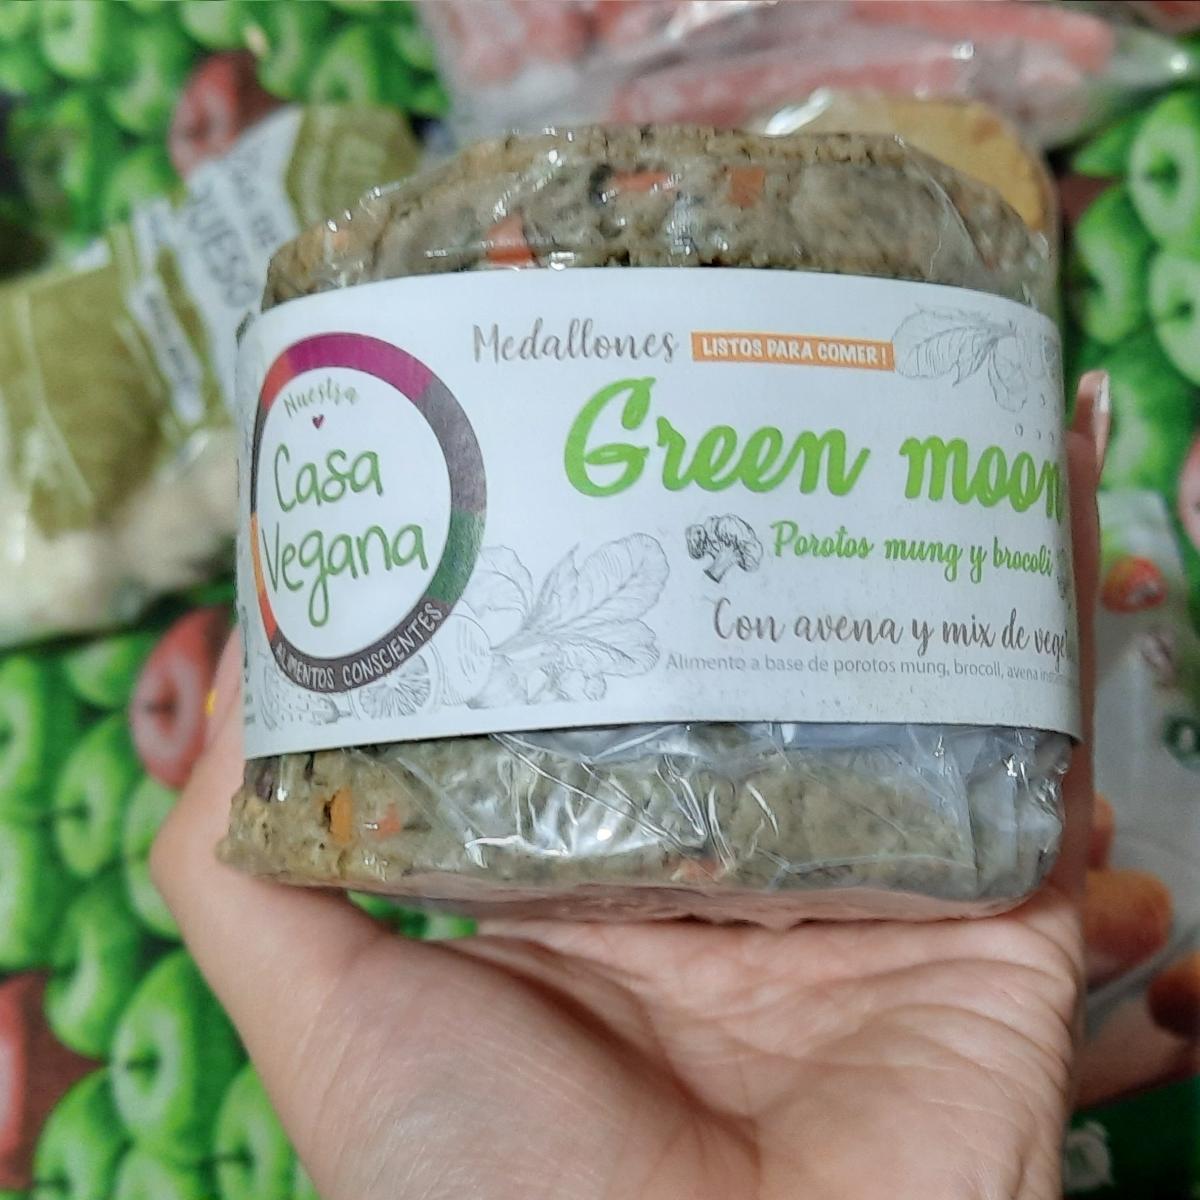 Medallones LISTOS PARA COMER!
Green moon
Porotos mung y brocoli
Con avena y mix de
Alimento a base de porotos mung, brocoli, avena
Nuestra
Casa
Vegana
ALIMENTOS CONSCIENTES
QUESO